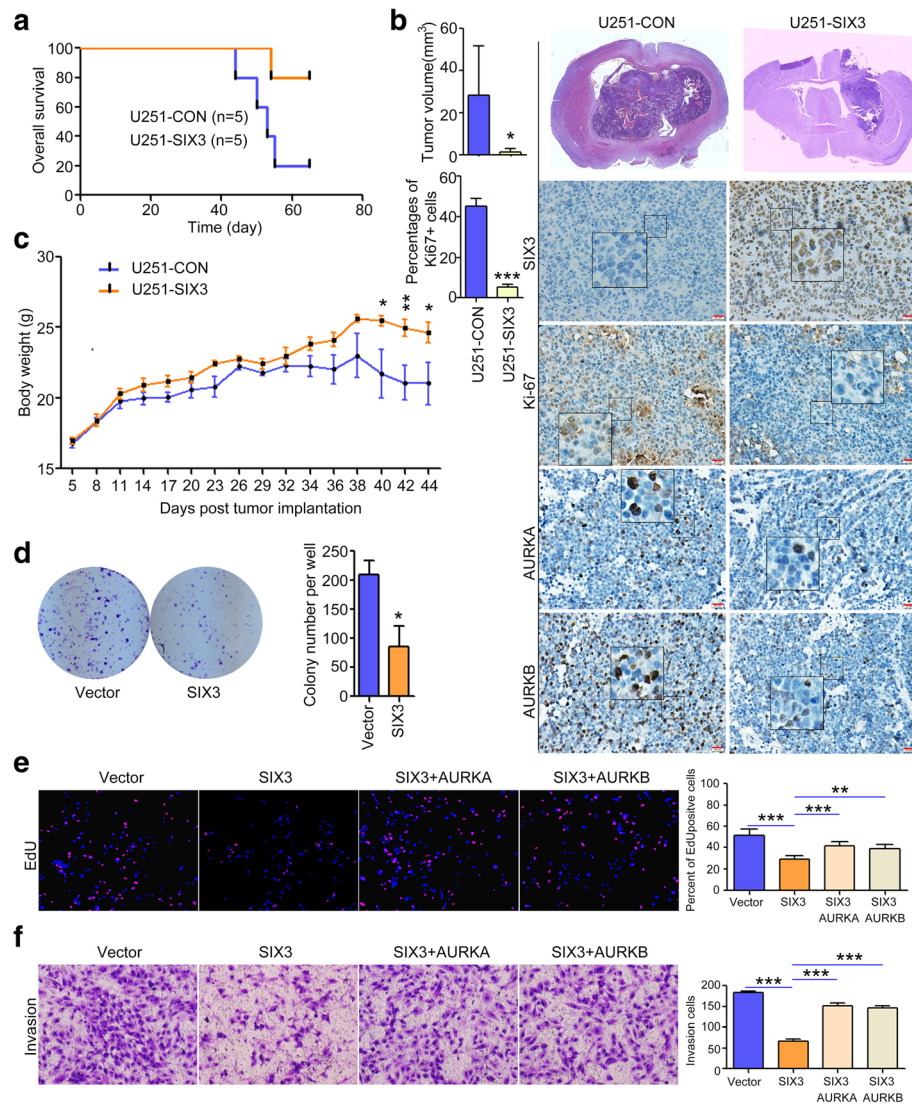 a
Overall survival
100
80
60
40
20
U251-CON (n=5)
U251-SIX3 (n=5)
0
20
40
60
80
Time (day)
b
Tumor volume(mm3)
60
40
20
0
*
Percentages of
Ki67+ cells
60
40
20
0
***
U251-CON
U251-SIX3
U251-CON
U251-SIX3
SIX3
Ki-67
AURKA
AURKB
c
Body weight (g)
30
25
20
15
U251-CON
U251-SIX3
*
**
*
5 8 11 14 17 20 23 26 29 32 34 36 38 40 42 44
Days post tumor implantation
d
Vector
SIX3
Colony number per well
250
200
150
100
50
0
*
Vector
SIX3
e
EdU
Vector
SIX3
SIX3+AURKA
SIX3+AURKB
Percent of EdUpositve cells
100
80
60
40
20
0
**
*** ***
Vector
SIX3
SIX3
AURKA
SIX3
AURKB
f
Invasion
Vector
SIX3
SIX3+AURKA
SIX3+AURKB
Invasion cells
200
150
100
50
0
***
*** ***
Vector
SIX3
SIX3
AURKA
SIX3
AURKB